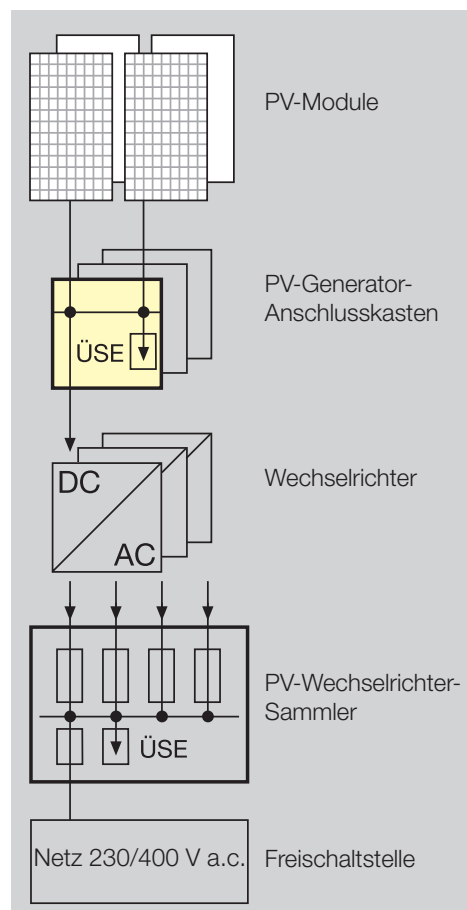 PV-Module
PV-Generator-
Anschlusskasten
ÜSE
Wechselrichter
DC
AC
PV-Wechselrichter-
Sammler
ÜSE
Netz 230/400 V a.c.
Freischaltstelle